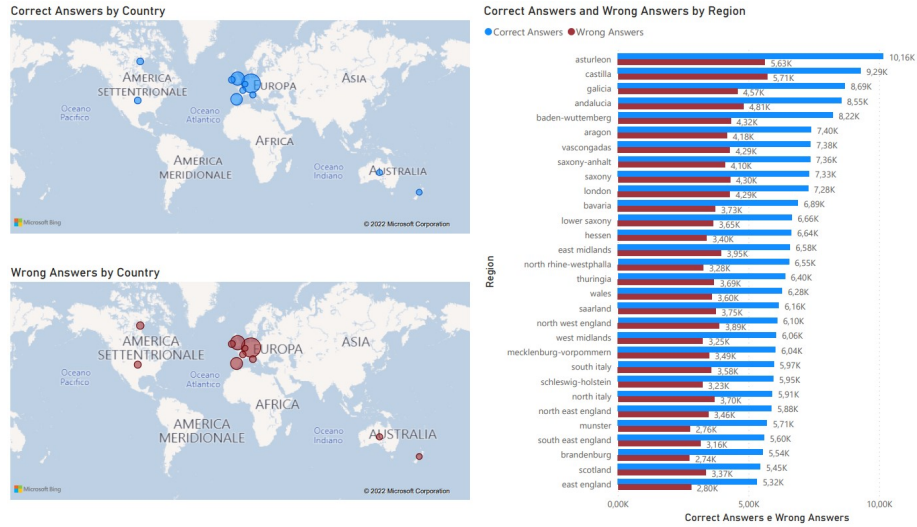 Correct Answers by Country
AMERICA
SETTENTRIONALE
EUROPA
ASIA
Oceano
Pacifico
Oceano
Atlantico
AFRICA
AMERICA
MERIDIONALE
Oceano
Indiano
AUSTRALIA
Microsoft Bing
© 2022 Microsoft Corporation
Wrong Answers by Country
AMERICA
SETTENTRIONALE
EUROPA
ASIA
Oceano
Pacifico
Oceano
Atlantico
AFRICA
AMERICA
MERIDIONALE
Oceano
Indiano
AUSTRALIA
Microsoft Bing
© 2022 Microsoft Corporation
Correct Answers and Wrong Answers by Region
Correct Answers Wrong Answers
Region
asturleon 10,16K 5,63K
castilla 9,29K 5,71K
galicia 8,69K 4,57K
andalucia 8,55K 4,81K
baden-wuttemberg 8,22K 4,32K
aragon 7,40K 4,18K
vascongadas 7,38K 4,29K
saxony-anhalt 7,36K 4,10K
saxony 7,33K 4,30K
london 7,28K 4,29K
bavaria 6,89K 3,73K
lower saxony 6,66K 3,65K
hessen 6,64K 3,40K
east midlands 6,58K 3,95K
north rhine-westphalla 6,55K 3,28K
thuringia 6,40K 3,69K
wales 6,28K 3,60K
saarland 6,16K 3,75K
north west england 6,10K 3,89K
west midlands 6,06K 3,25K
mecklenburg-vorpommem 6,04K 3,49K
south italy 5,97K 3,58K
schleswig-holstein 5,95K 3,23K
north italy 5,91K 3,70K
north east england 5,88K 3,46K
munster 5,71K 2,76K
south east england 5,60K 3,16K
brandenburg 5,54K 2,74K
scotland 5,45K 3,37K
east england 5,32K 2,80K
0,00K 5,00K 10,00K
Correct Answers e Wrong Answers